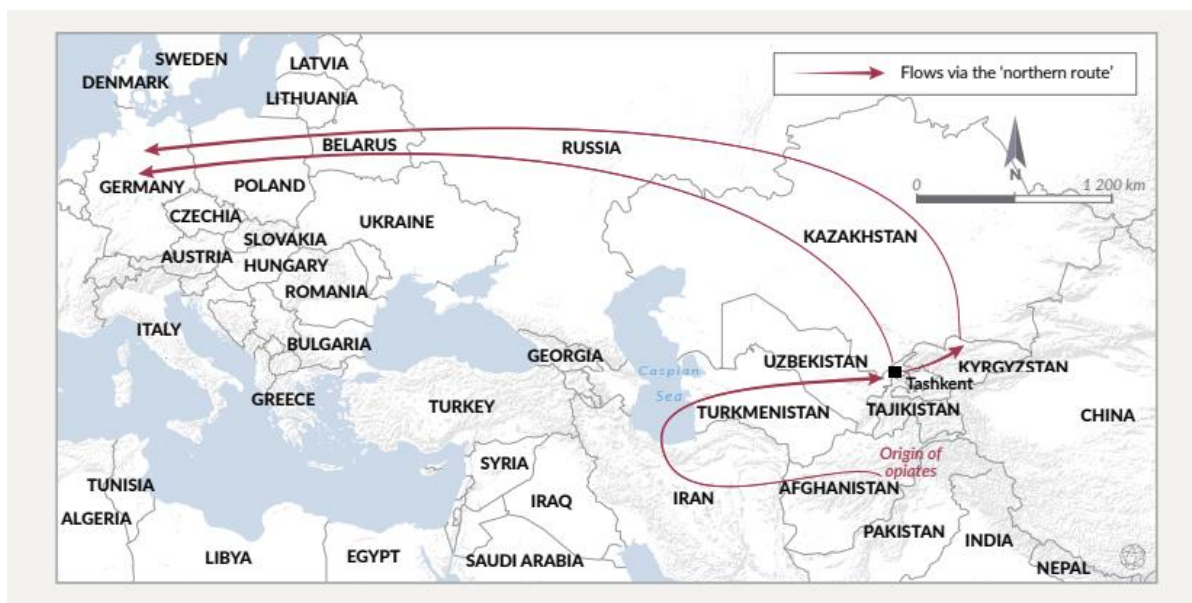 SWEDEN
LATVIA
DENMARK
Flows via the ‘northern route’
LITHUANIA
BELARUS
RUSSIA
N
GERMANY
POLAND
0
1 200 km
CZECHIA
UKRAINE
SLOVAKIA
KAZAKHSTAN
AUSTRIA
HUNGARY
ROMANIA
ITALY
BULGARIA
GEORGIA
UZBEKISTAN
KYRGYZSTAN
Caspian
Sea
Tashkent
GREECE
TURKEY
TURKMENISTAN
TAJIKISTAN
CHINA
Origin of
opiates
SYRIA
TUNISIA
IRAQ
IRAN
AFGHANISTAN
ALGERIA
PAKISTAN
INDIA
LIBYA
EGYPT
SAUDI ARABIA
NEPAL